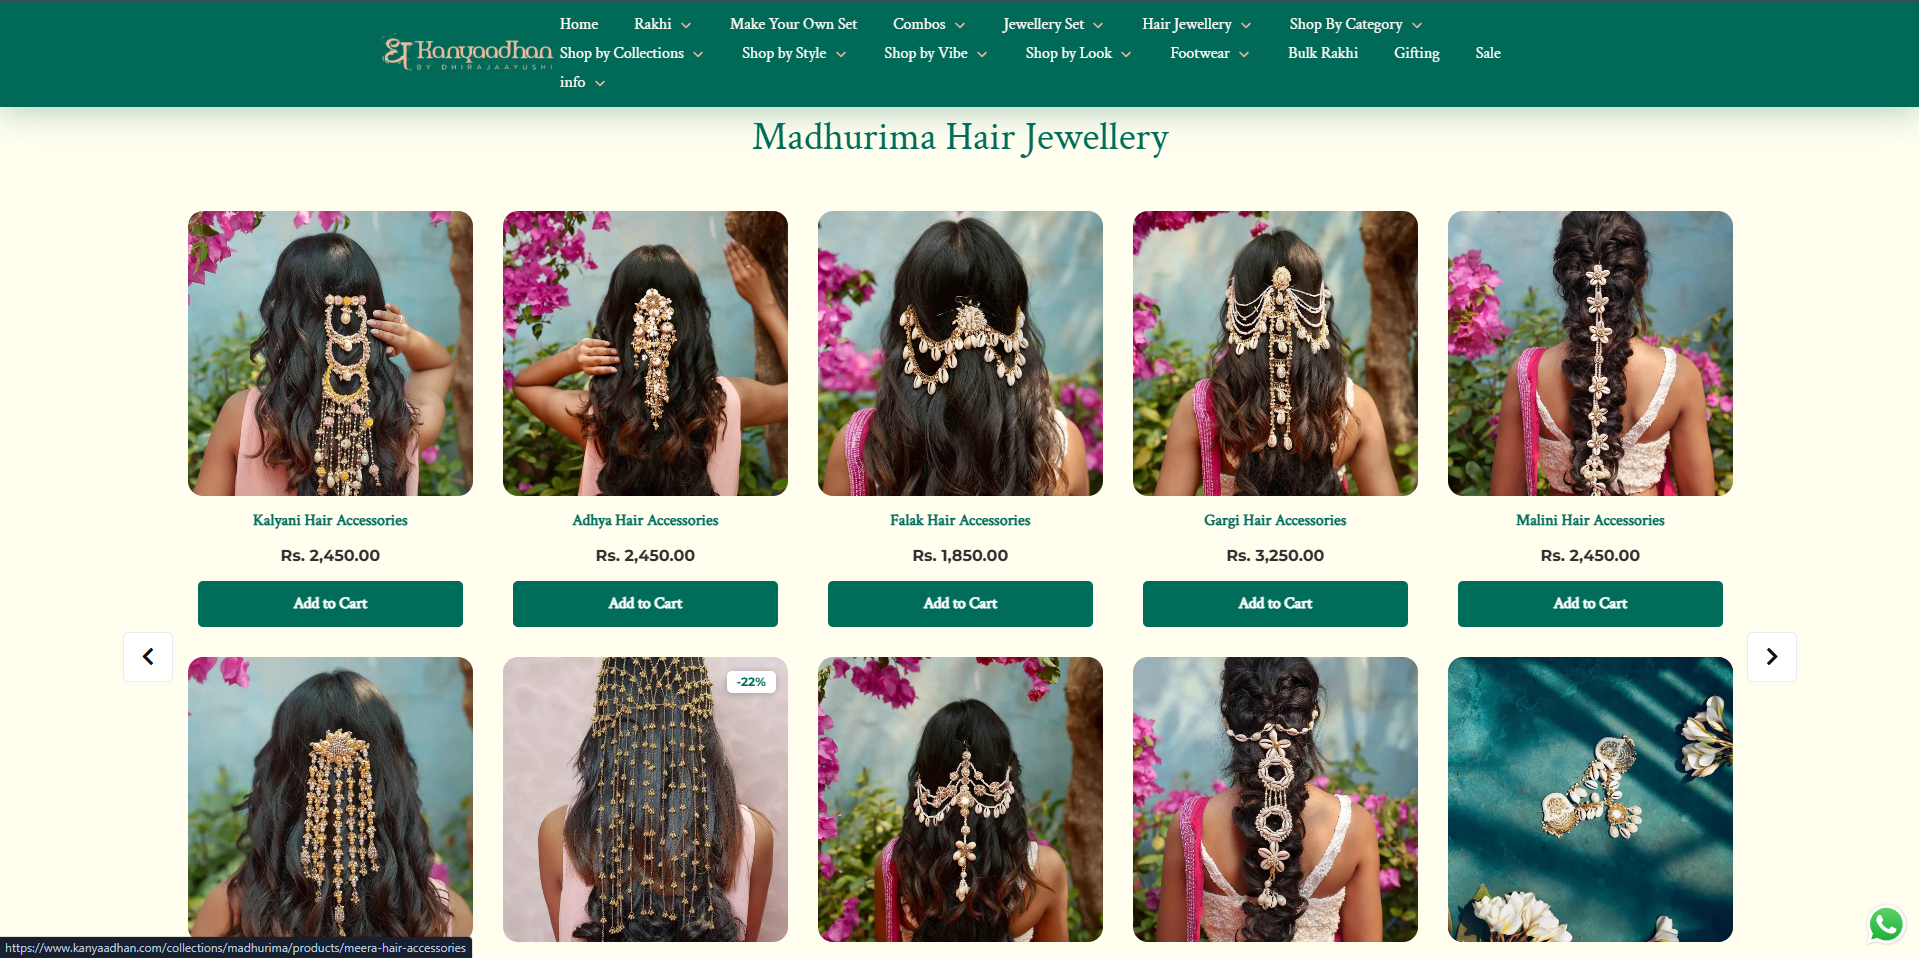 Home Rakhi Make Your Own Set Combos Jewellery Set Hair Jewellery Shop By Category
Kanyaadhan
BY DHIRAJAAYUSHI
Shop by Collections Shop by Style Shop by Vibe Shop by Look Footwear Bulk Rakhi Gifting Sale
info
Madhurima Hair Jewellery
Kalyani Hair Accessories Adhya Hair Accessories Falak Hair Accessories Gargi Hair Accessories Malini Hair Accessories
Rs. 2,450.00 Rs. 2,450.00 Rs. 1,850.00 Rs. 3,250.00 Rs. 2,450.00
Add to Cart Add to Cart Add to Cart Add to Cart Add to Cart
-22%
https://www.kanyaadhan.com/collections/madhurima/products/meera-hair-accessories